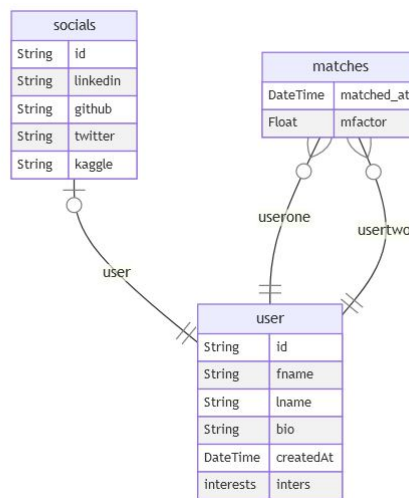 socials
String id
String linkedin
String github
String twitter
String kaggle
matches
DateTime matched_at
Float mfactor
userone
usertwo
user
user
String id
String fname
String lname
String bio
DateTime createdAt
interests inters